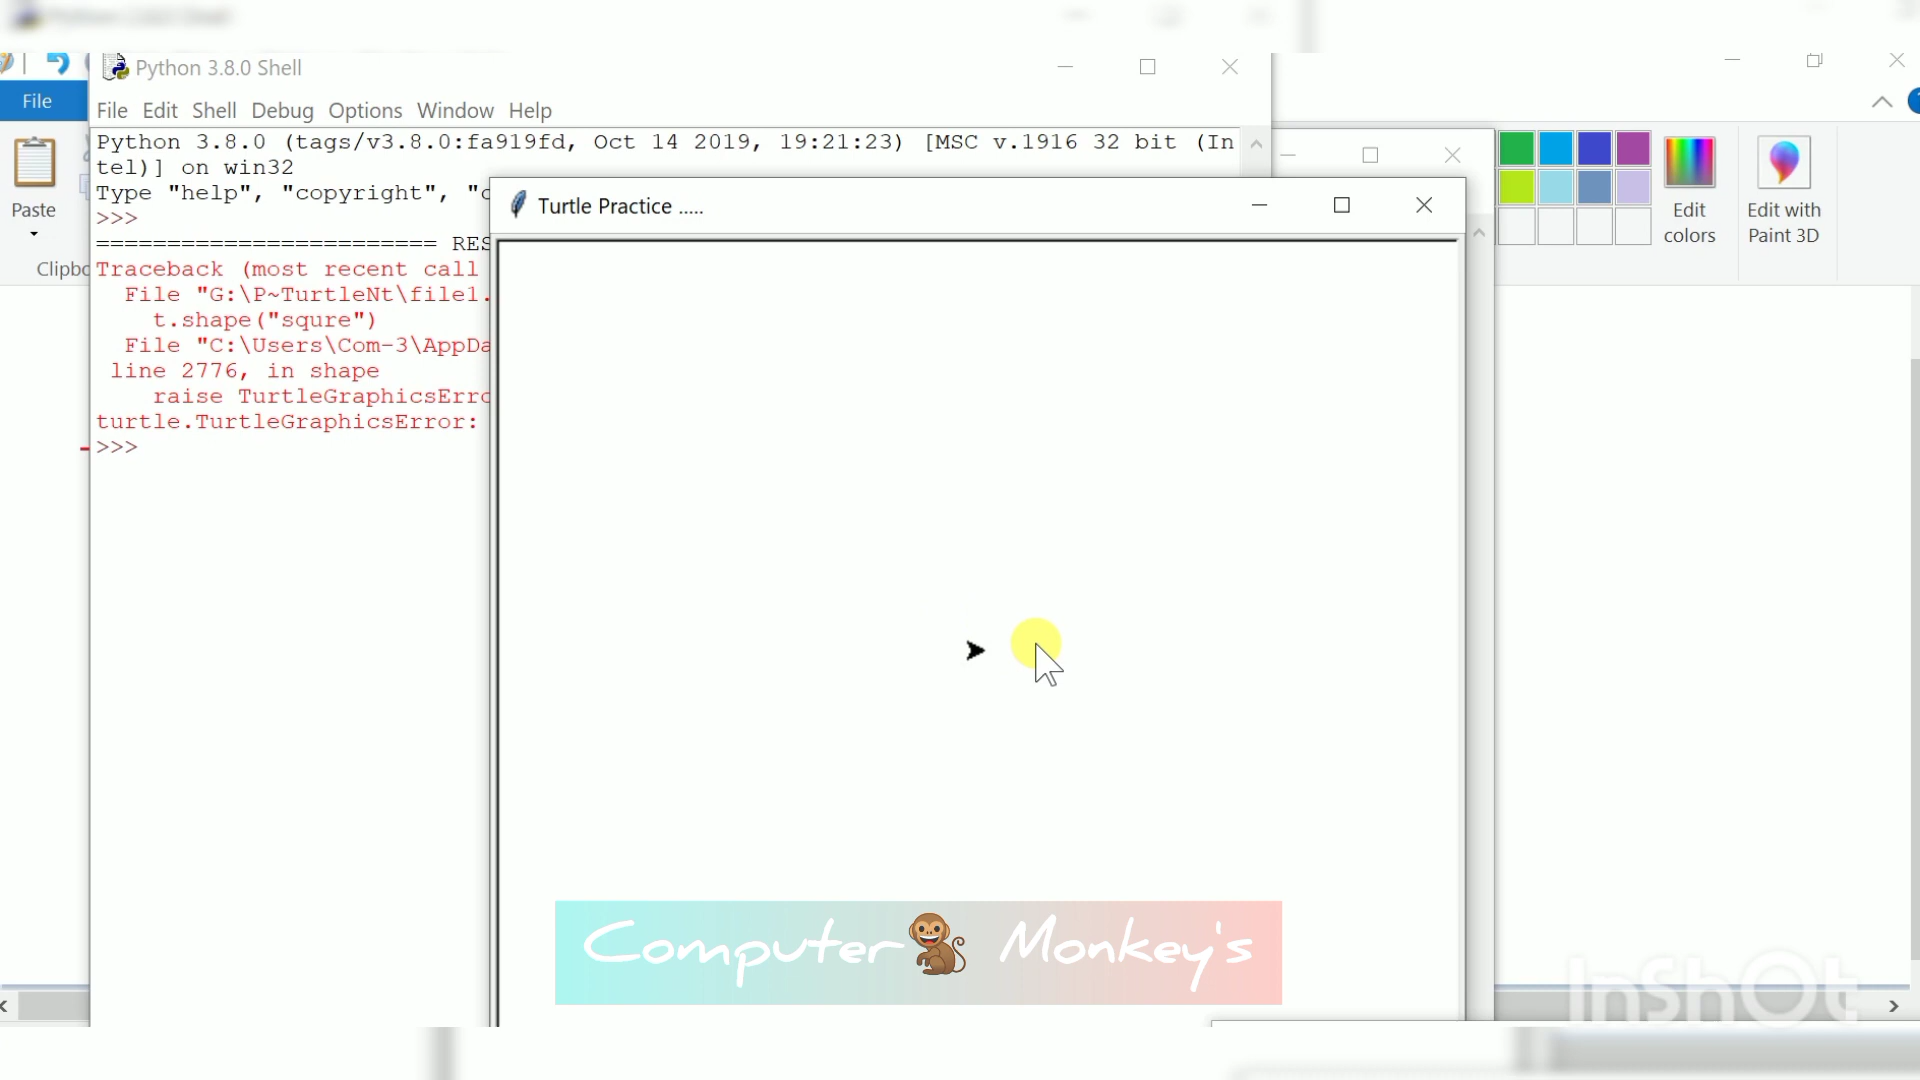 Python 3.8.0 Shell
File Edit Shell Debug Options Window Help
Python 3.8.0 (tags/v3.8.0:fa919fd, Oct 14 2019, 19:21:23) [MSC v.1916 32 bit (In
tel)] on win32
Type "help", "copyright", "c
>>>
======================== RES
Traceback (most recent call
File "G:\P~TurtleNt\file1.
t.shape("squre")
File "C:\Users\Com-3\AppDa
line 2776, in shape
raise TurtleGraphicsErro
turtle.TurtleGraphicsError:
>>>
Turtle Practice .....
File
Paste
Clipbo
Edit
colors
Edit with
Paint 3D
Computer Monkey's
InShOt